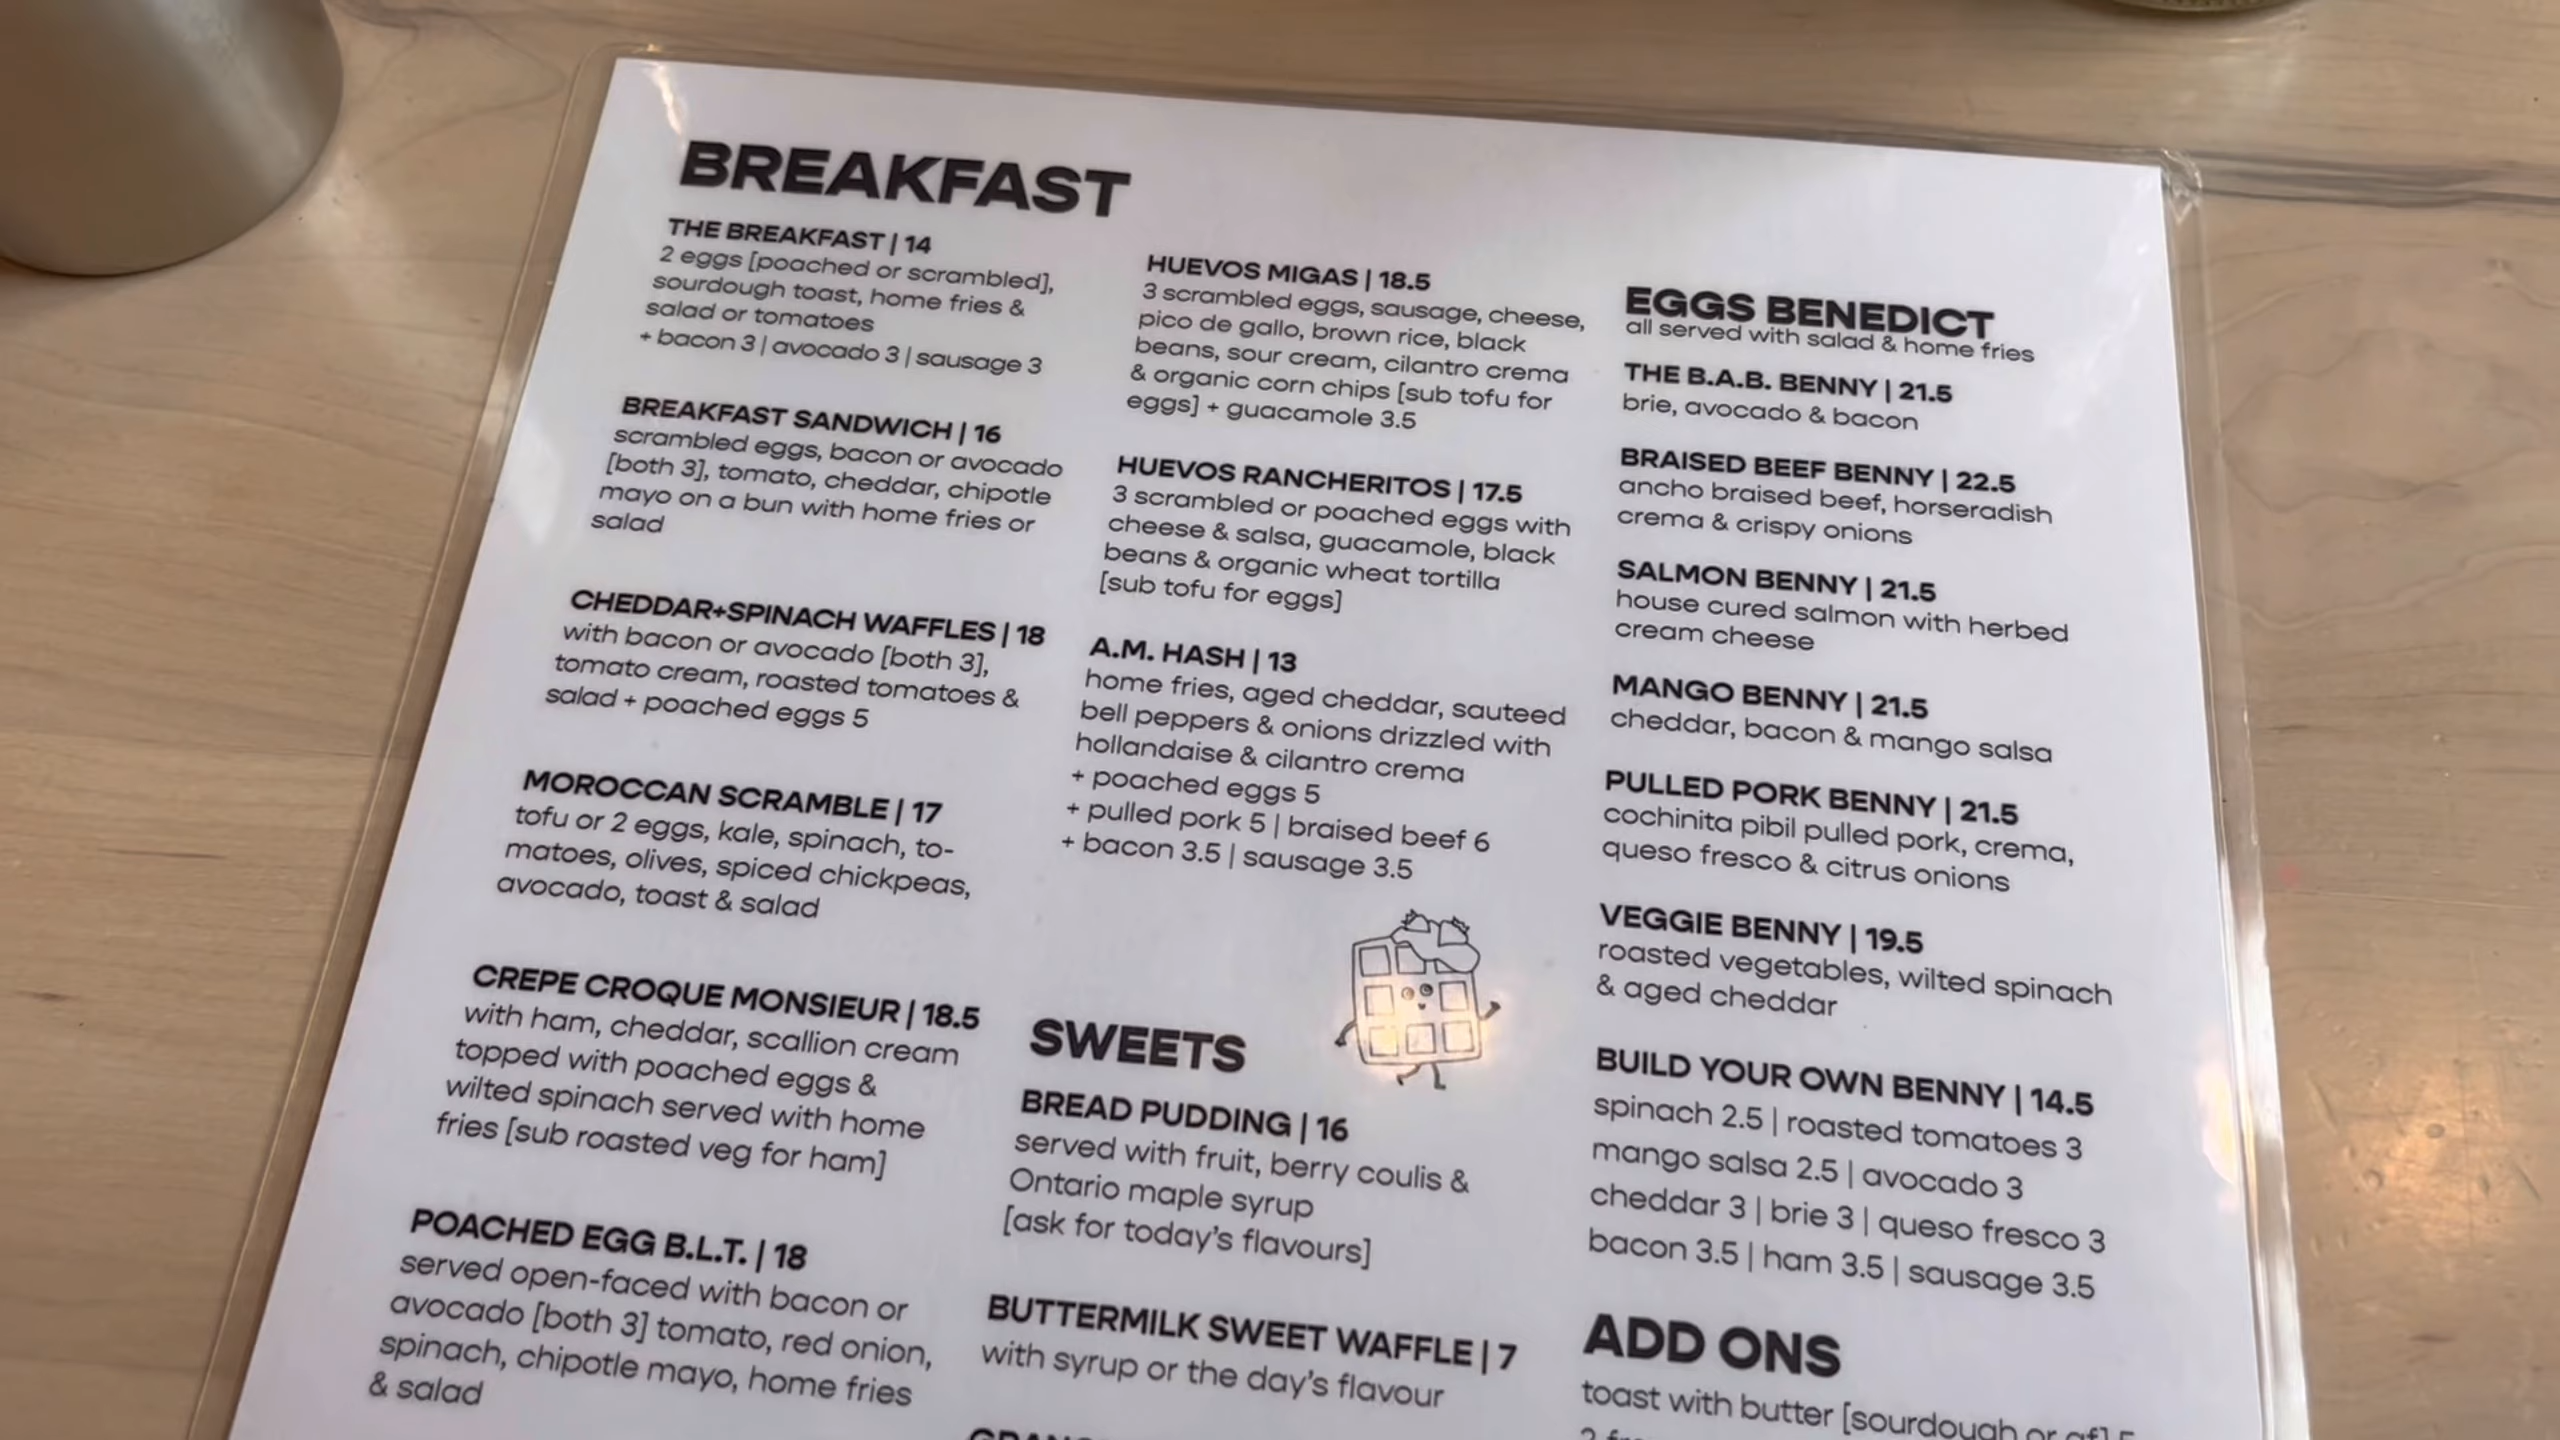 BREAKFAST
THE BREAKFAST | 14
2 eggs [poached or scrambled],
sourdough toast, home fries &
salad or tomatoes
+ bacon 3 | avocado 3 | sausage 3
BREAKFAST SANDWICH | 16
scrambled eggs, bacon or avocado
[both 3], tomato, cheddar, chipotle
mayo on a bun with home fries or
salad
CHEDDAR+SPINACH WAFFLES | 18
with bacon or avocado [both 3],
tomato cream, roasted tomatoes &
salad + poached eggs 5
MOROCCAN SCRAMBLE | 17
tofu or 2 eggs, kale, spinach, to-
matoes, olives, spiced chickpeas,
avocado, toast & salad
CREPE CROQUE MONSIEUR | 18.5
with ham, cheddar, scallion cream
topped with poached eggs &
wilted spinach served with home
fries [sub roasted veg for ham]
POACHED EGG B.L.T. | 18
served open-faced with bacon or
avocado [both 3] tomato, red onion,
spinach, chipotle mayo, home fries
& salad
HUEVOS MIGAS | 18.5
3 scrambled eggs, sausage, cheese,
pico de gallo, brown rice, black
beans, sour cream, cilantro crema
& organic corn chips [sub tofu for
eggs] + guacamole 3.5
HUEVOS RANCHERITOS | 17.5
3 scrambled or poached eggs with
cheese & salsa, guacamole, black
beans & organic wheat tortilla
[sub tofu for eggs]
A.M. HASH | 13
home fries, aged cheddar, sauteed
bell peppers & onions drizzled with
hollandaise & cilantro crema
+ poached eggs 5
+ pulled pork 5 | braised beef 6
+ bacon 3.5 | sausage 3.5
SWEETS
BREAD PUDDING | 16
served with fruit, berry coulis &
Ontario maple syrup
[ask for today's flavours]
BUTTERMILK SWEET WAFFLE | 7
with syrup or the day's flavour
EGGS BENEDICT
all served with salad & home fries
THE B.A.B. BENNY | 21.5
brie, avocado & bacon
BRAISED BEEF BENNY | 22.5
ancho braised beef, horseradish
crema & crispy onions
SALMON BENNY | 21.5
house cured salmon with herbed
cream cheese
MANGO BENNY | 21.5
cheddar, bacon & mango salsa
PULLED PORK BENNY | 21.5
cochinita pibil pulled pork, crema,
queso fresco & citrus onions
VEGGIE BENNY | 19.5
roasted vegetables, wilted spinach
& aged cheddar
BUILD YOUR OWN BENNY | 14.5
spinach 2.5 | roasted tomatoes 3
mango salsa 2.5 | avocado 3
cheddar 3 | brie 3 | queso fresco 3
bacon 3.5 | ham 3.5 | sausage 3.5
ADD ONS
toast with butter [sourdough or gf]